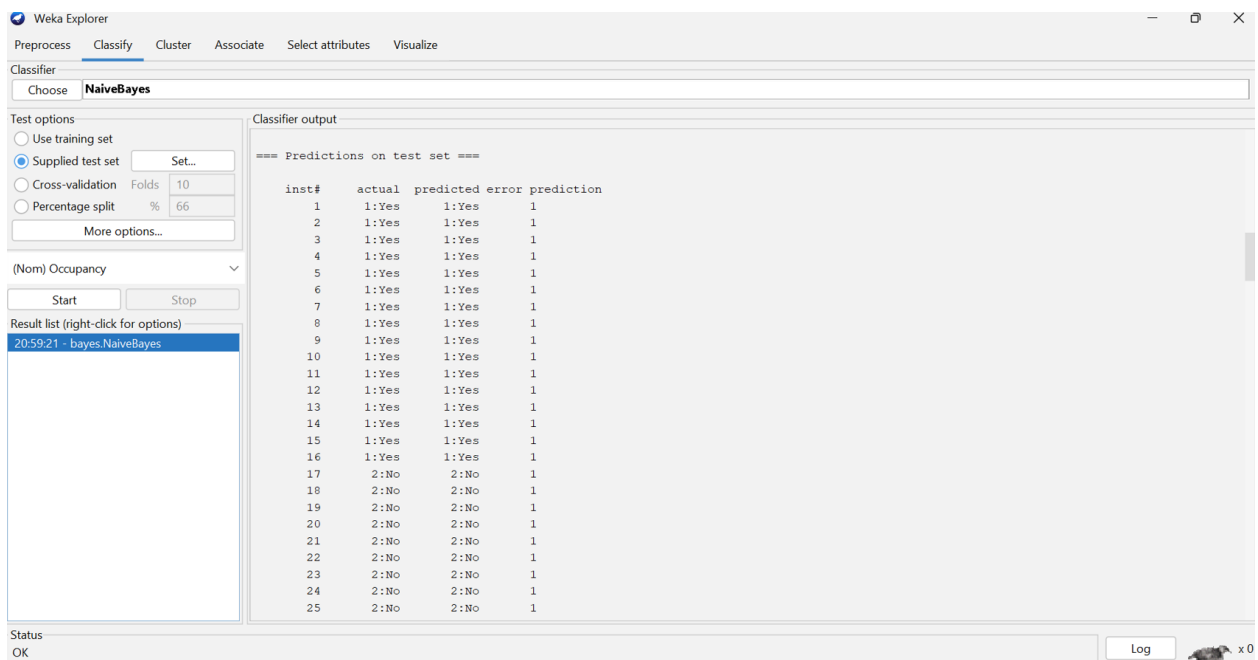 Weka Explorer
Preprocess Classify Cluster Associate Select attributes Visualize
Classifier
Choose NaiveBayes
Test options
Use training set
Supplied test set Set...
Cross-validation Folds 10
Percentage split % 66
More options...
(Nom) Occupancy
Start Stop
Result list (right-click for options)
20:59:21 - bayes.NaiveBayes
Classifier output
=== Predictions on test set ===
inst# actual predicted error prediction
1 1:Yes 1:Yes 1
2 1:Yes 1:Yes 1
3 1:Yes 1:Yes 1
4 1:Yes 1:Yes 1
5 1:Yes 1:Yes 1
6 1:Yes 1:Yes 1
7 1:Yes 1:Yes 1
8 1:Yes 1:Yes 1
9 1:Yes 1:Yes 1
10 1:Yes 1:Yes 1
11 1:Yes 1:Yes 1
12 1:Yes 1:Yes 1
13 1:Yes 1:Yes 1
14 1:Yes 1:Yes 1
15 1:Yes 1:Yes 1
16 1:Yes 1:Yes 1
17 2:No 2:No 1
18 2:No 2:No 1
19 2:No 2:No 1
20 2:No 2:No 1
21 2:No 2:No 1
22 2:No 2:No 1
23 2:No 2:No 1
24 2:No 2:No 1
25 2:No 2:No 1
Status
OK
Log x 0